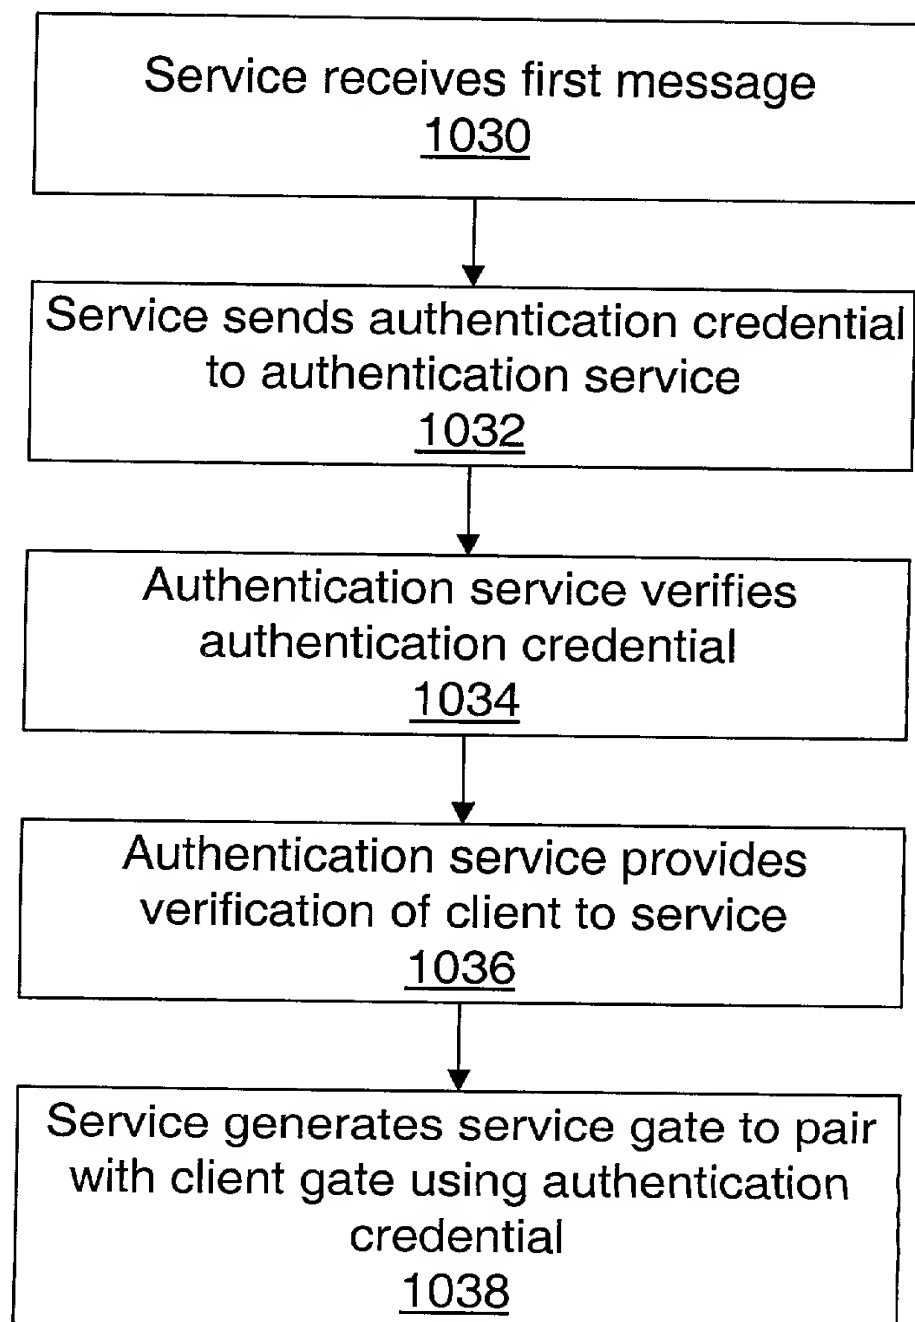 Service receives first message
1030
Service sends authentication credential
to authentication service
1032
Authentication service verifies
authentication credential
1034
Authentication service provides
verification of client to service
1036
Service generates service gate to pair
with client gate using authentication
credential
1038